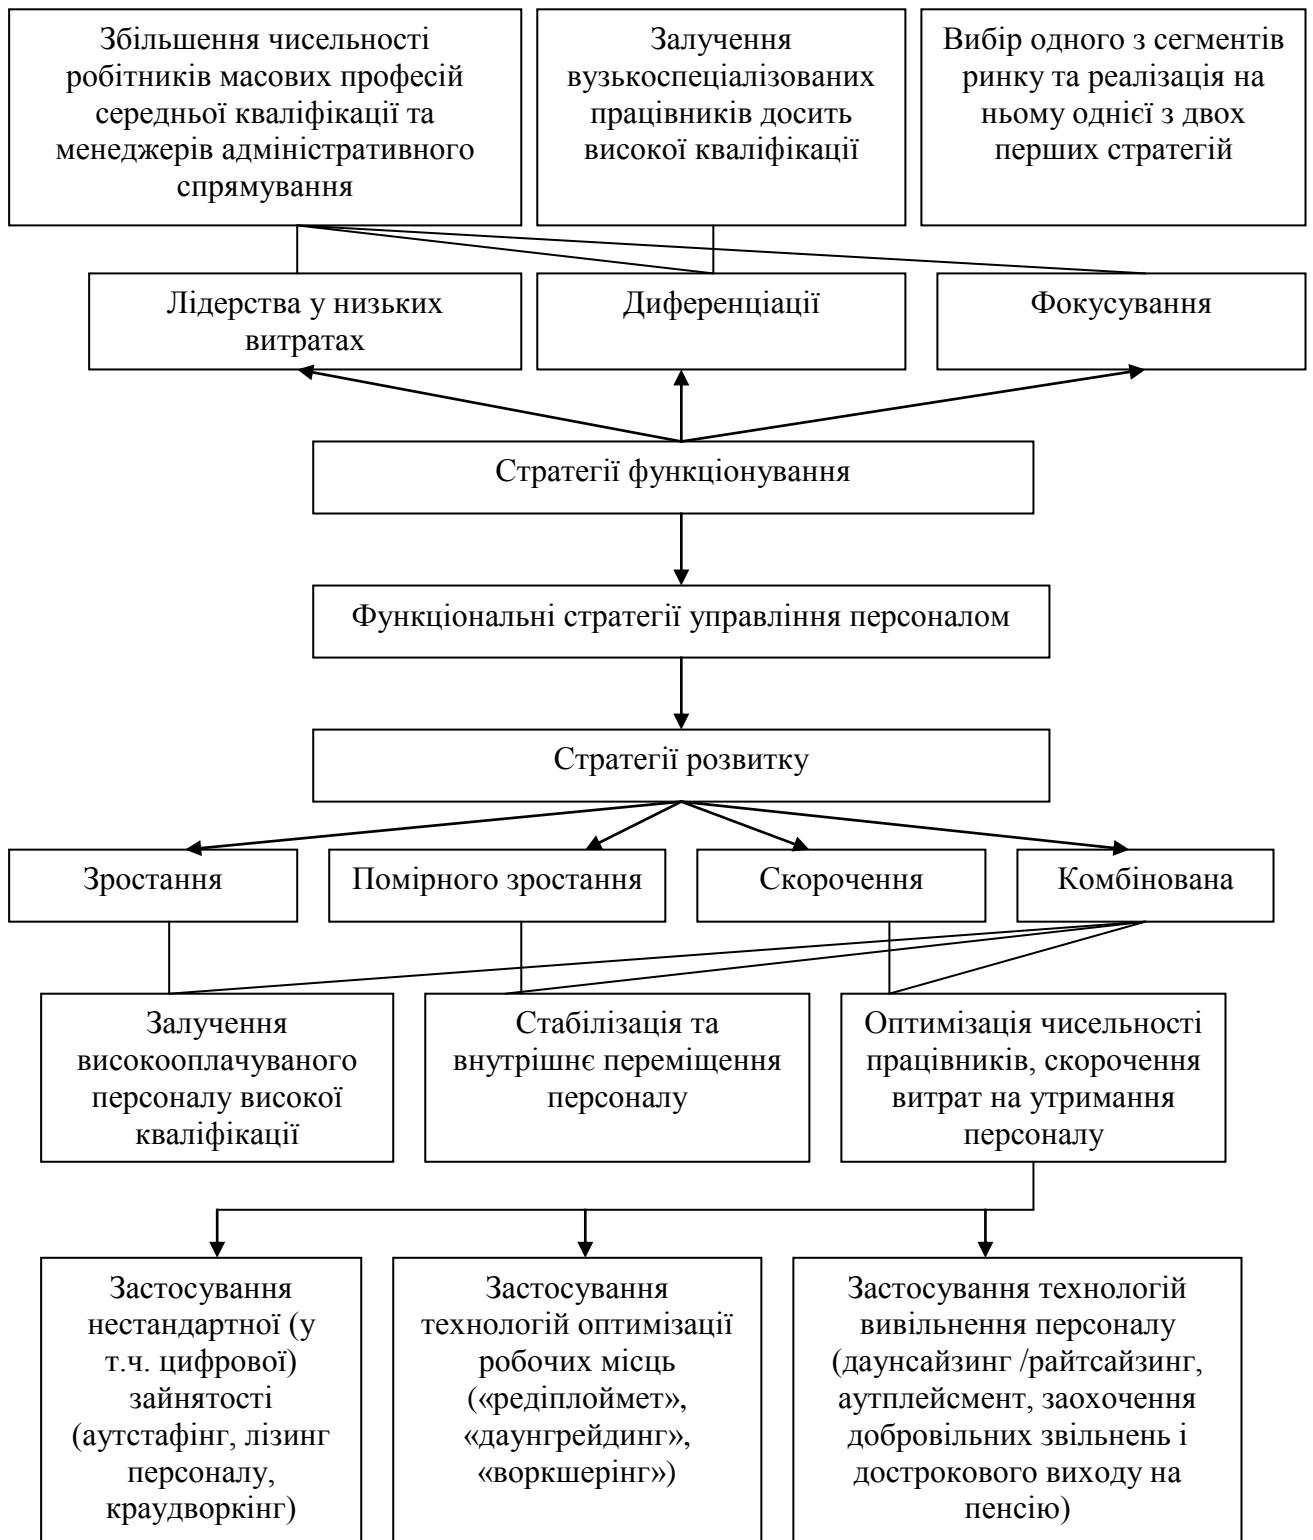 Збільшення чисельності
робітників масових професій
середньої кваліфікації та
менеджерів адміністративного
спрямування
Залучення
вузькоспеціалізованих
працівників досить
високої кваліфікації
Вибір одного з сегментів
ринку та реалізація на
ньому однієї з двох
перших стратегій
Лідерства у низьких
витратах
Диференціації
Фокусування
Стратегії функціонування
Функціональні стратегії управління персоналом
Стратегії розвитку
Зростання
Помірного зростання
Скорочення
Комбінована
Залучення
високооплачуваного
персоналу високої
кваліфікації
Стабілізація та
внутрішнє переміщення
персоналу
Оптимізація чисельності
працівників, скорочення
витрат на утримання
персоналу
Застосування
нестандартної (у
т.ч. цифрової)
зайнятості
(аутстафінг, лізинг
персоналу,
краудворкінг)
Застосування
технологій оптимізації
робочих місць
(«редіплоймет»,
«даунгрейдинг»,
«воркшерінг»)
Застосування технологій
вивільнення персоналу
(даунсайзинг /райтсайзинг,
аутплейсмент, заохочення
добровільних звільнень і
дострокового виходу на
пенсію)